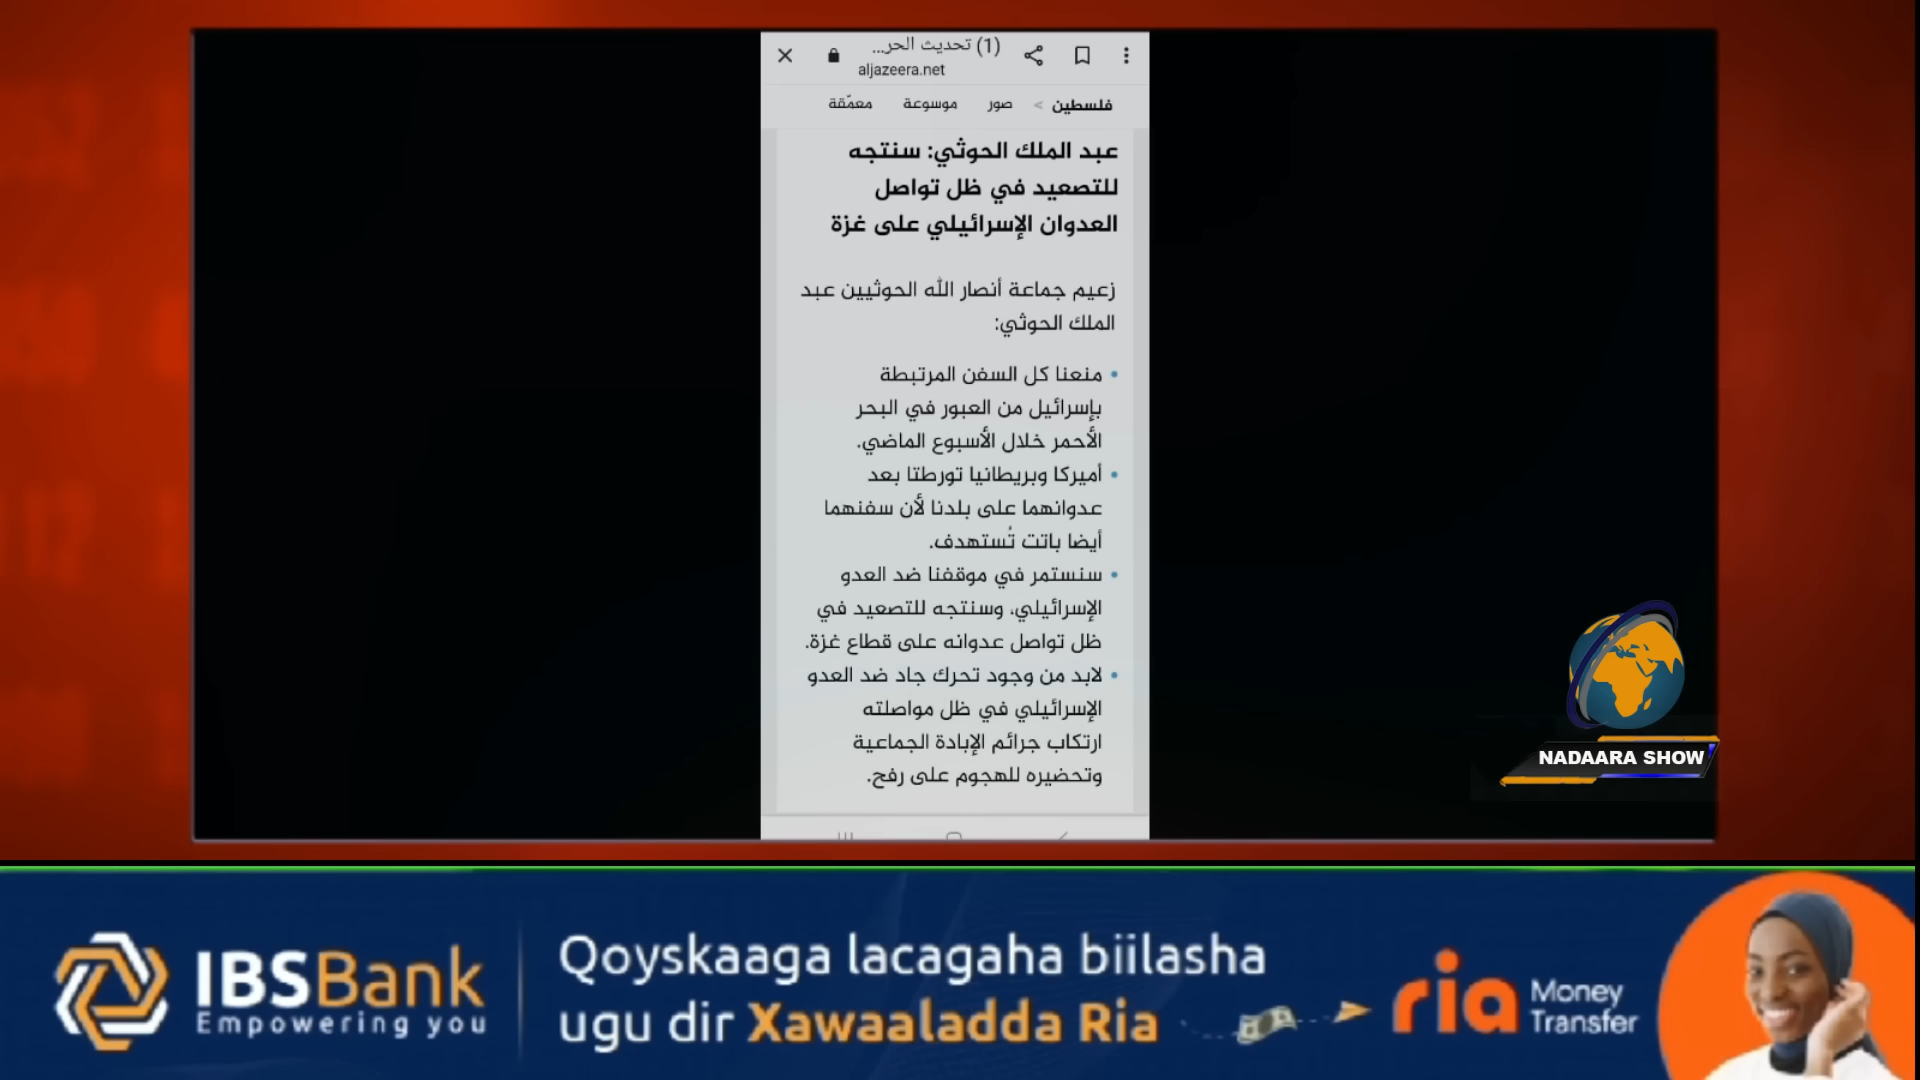 (1) تحديث الحر...
aljazeera.net
فلسطين > صور موسوعة معمّقة
عبد الملك الحوثي: سنتجه
للتصعيد في ظل تواصل
العدوان الإسرائيلي على غزة
زعيم جماعة أنصار الله الحوثيين عبد
الملك الحوثي:
• منعنا كل السفن المرتبطة
بإسرائيل من العبور في البحر
الأحمر خلال الأسبوع الماضي.
• أميركا وبريطانيا تورطتا بعد
عدوانهما على بلدنا لأن سفنهما
أيضا باتت تُستهدف.
• سنستمر في موقفنا ضد العدو
الإسرائيلي، وسنتجه للتصعيد في
ظل تواصل عدوانه على قطاع غزة.
• لابد من وجود تحرك جاد ضد العدو
الإسرائيلي في ظل مواصلته
ارتكاب جرائم الإبادة الجماعية
وتحضيره للهجوم على رفح.
NADAARA SHOW
IBSBank
Empowering you
Qoyskaaga lacagaha biilasha
ugu dir Xawaaladda Ria
ria Money
Transfer